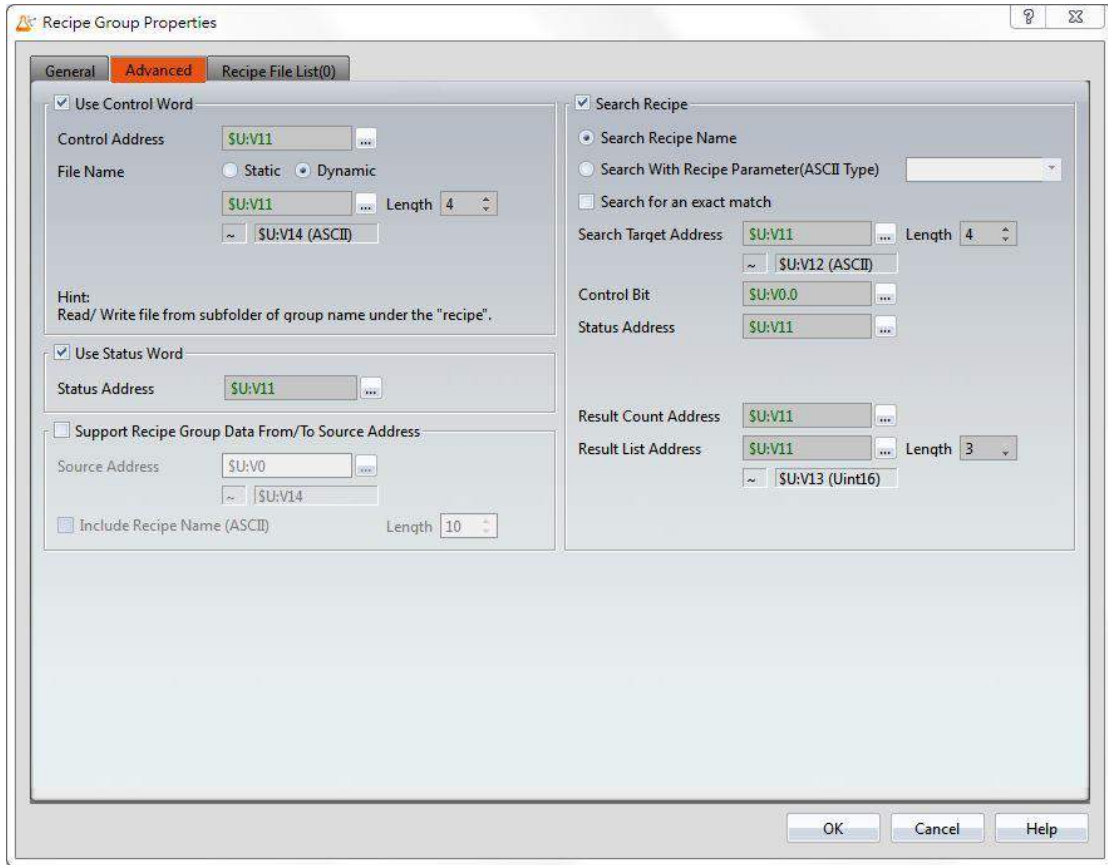 Recipe Group Properties
General Advanced Recipe File List(0)
Use Control Word
Control Address $U:V11 ...
File Name Static Dynamic
$U:V11 ... Length 4
~ $U:V14 (ASCII)
Hint:
Read/ Write file from subfolder of group name under the "recipe".
Use Status Word
Status Address $U:V11 ...
Support Recipe Group Data From/To Source Address
Source Address $U:V0 ...
~ $U:V14
Include Recipe Name (ASCII) Length 10
Search Recipe
Search Recipe Name
Search With Recipe Parameter(ASCII Type)
Search for an exact match
Search Target Address $U:V11 ... Length 4
~ $U:V12 (ASCII)
Control Bit $U:V0.0 ...
Status Address $U:V11 ...
Result Count Address $U:V11 ...
Result List Address $U:V11 ... Length 3
~ $U:V13 (Uint16)
OK Cancel Help